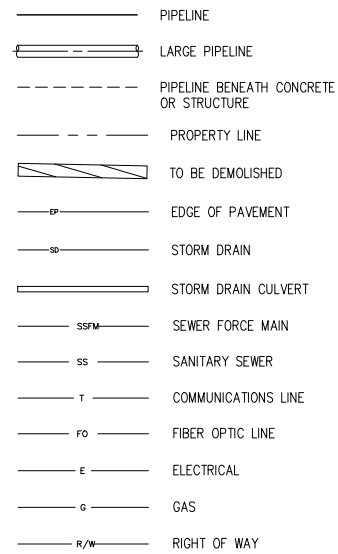 PIPELINE
LARGE PIPELINE
PIPELINE BENEATH CONCRETE
OR STRUCTURE
PROPERTY LINE
TO BE DEMOLISHED
EP EDGE OF PAVEMENT
SD STORM DRAIN
STORM DRAIN CULVERT
SSFM SEWER FORCE MAIN
SS SANITARY SEWER
T COMMUNICATIONS LINE
FO FIBER OPTIC LINE
E ELECTRICAL
G GAS
R/W RIGHT OF WAY